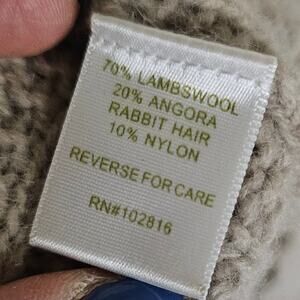 70% LAMBSWOOL
20% ANGORA
RABBIT HAIR
10% NYLON
REVERSE FOR CARE
RN#102816